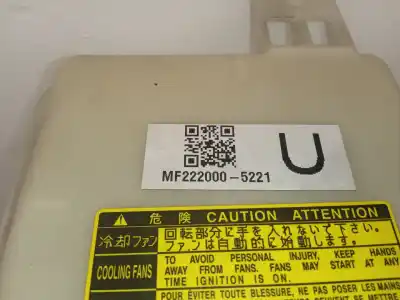 U
MF222000-5221
危険 CAUTION ATTENTION
冷却ファン
回転部分に手を入れないで下さい。
ファンは自動的に始動します。
COOLING FANS
TO AVOID PERSONAL INJURY, KEEP HANDS
AWAY FROM FANS. FANS MAY START AT ANY
TIME IGNITION IS ON.
POUR ÉVITER TOUTE BLESSURE, NE PAS POSER LES MAINS